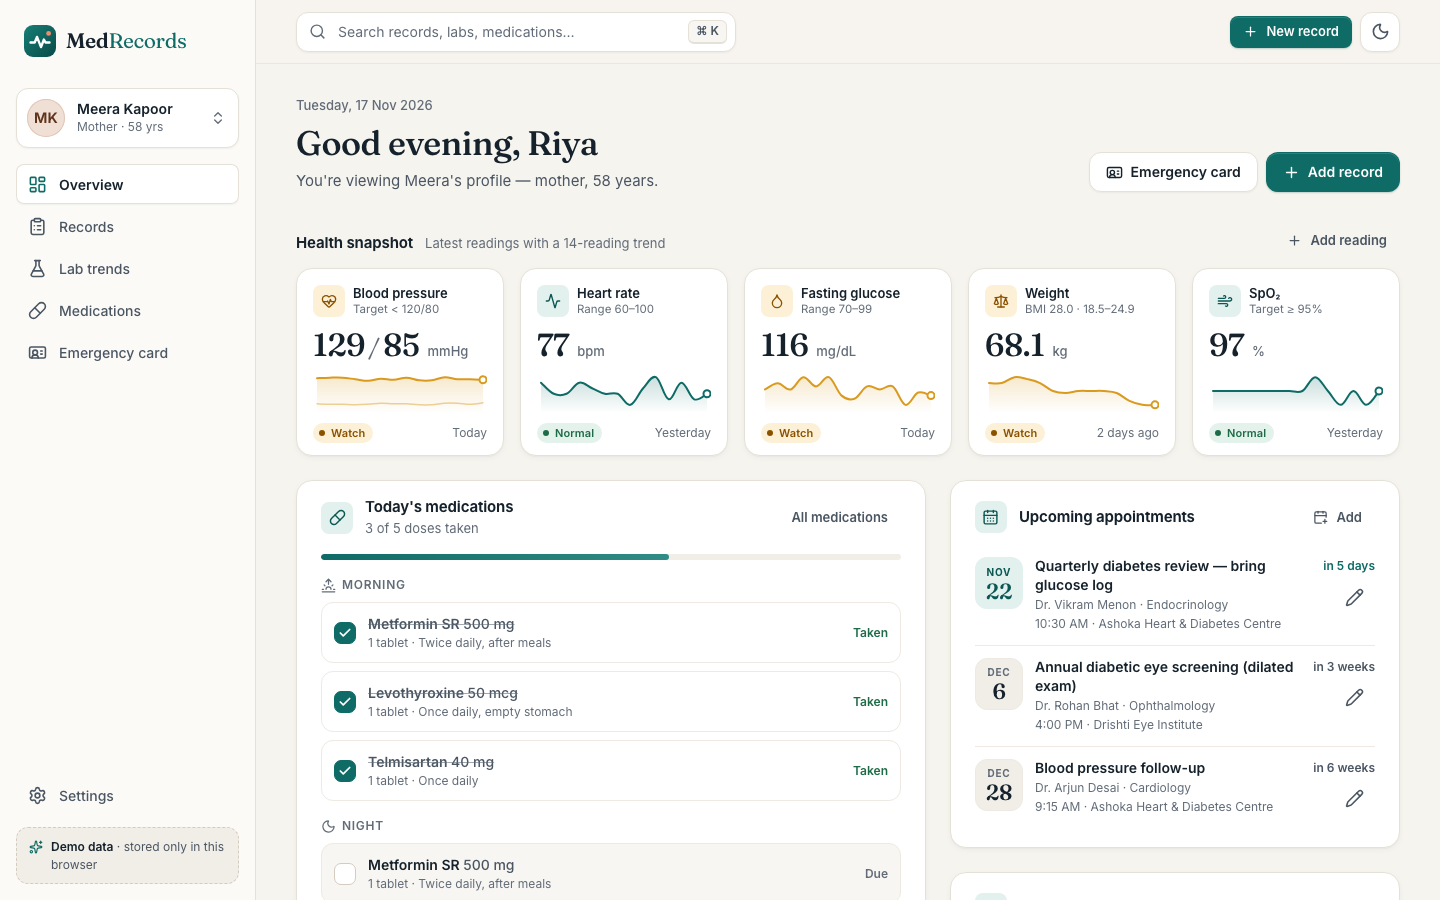 MedRecords
Search records, labs, medications...
⌘ K
New record
MK
Meera Kapoor
Mother · 58 yrs
Overview
Records
Lab trends
Medications
Emergency card
Settings
Demo data · stored only in this
browser
Tuesday, 17 Nov 2026
Good evening, Riya
You're viewing Meera's profile — mother, 58 years.
Emergency card
Add record
Health snapshot Latest readings with a 14-reading trend
Add reading
Blood pressure
Target < 120/80
129/85 mmHg
Watch
Today
Heart rate
Range 60–100
77 bpm
Normal
Yesterday
Fasting glucose
Range 70–99
116 mg/dL
Watch
Today
Weight
BMI 28.0 · 18.5–24.9
68.1 kg
Watch
2 days ago
SpO₂
Target ≥ 95%
97 %
Normal
Yesterday
Today's medications
3 of 5 doses taken
All medications
MORNING
Metformin SR 500 mg
1 tablet · Twice daily, after meals
Taken
Levothyroxine 50 mcg
1 tablet · Once daily, empty stomach
Taken
Telmisartan 40 mg
1 tablet · Once daily
Taken
NIGHT
Metformin SR 500 mg
1 tablet · Twice daily, after meals
Due
Upcoming appointments
Add
NOV
22
Quarterly diabetes review — bring
glucose log
Dr. Vikram Menon · Endocrinology
10:30 AM · Ashoka Heart & Diabetes Centre
in 5 days
DEC
6
Annual diabetic eye screening (dilated
exam)
Dr. Rohan Bhat · Ophthalmology
4:00 PM · Drishti Eye Institute
in 3 weeks
DEC
28
Blood pressure follow-up
Dr. Arjun Desai · Cardiology
9:15 AM · Ashoka Heart & Diabetes Centre
in 6 weeks